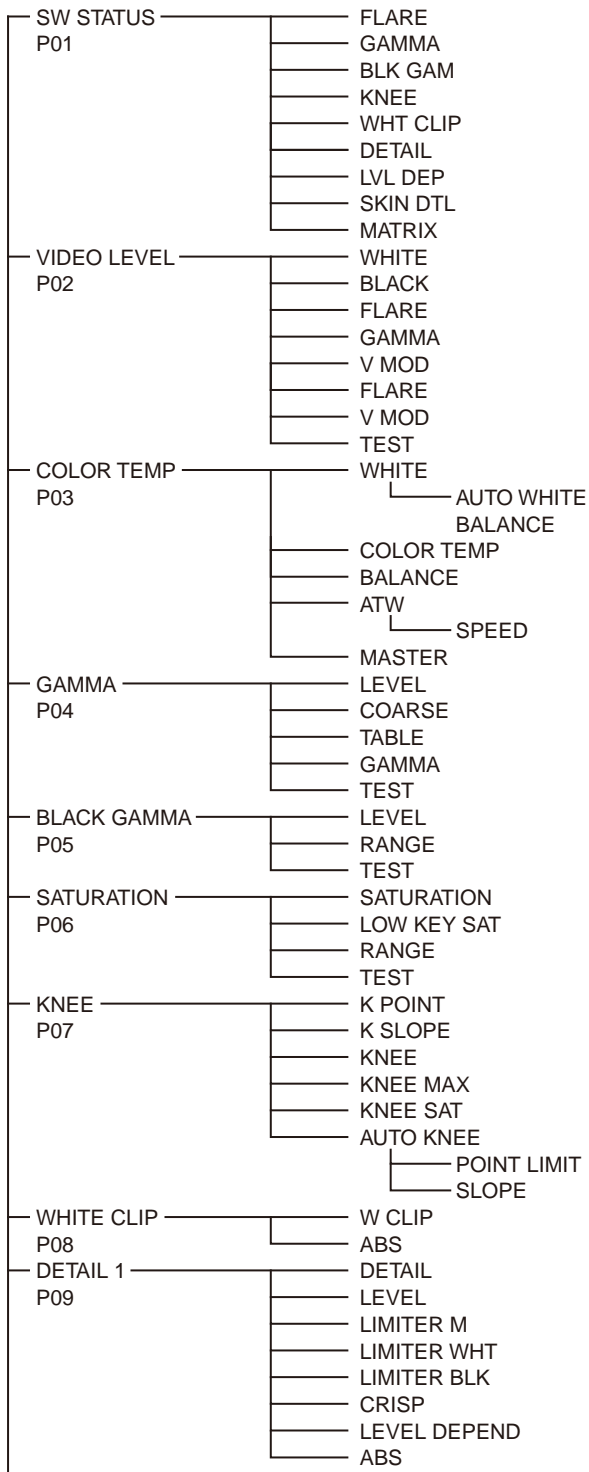 SW STATUS
P01
FLARE
GAMMA
BLK GAM
KNEE
WHT CLIP
DETAIL
LVL DEP
SKIN DTL
MATRIX
VIDEO LEVEL
P02
WHITE
BLACK
FLARE
GAMMA
V MOD
FLARE
V MOD
TEST
COLOR TEMP
P03
WHITE
AUTO WHITE
BALANCE
COLOR TEMP
BALANCE
ATW
SPEED
MASTER
GAMMA
P04
LEVEL
COARSE
TABLE
GAMMA
TEST
BLACK GAMMA
P05
LEVEL
RANGE
TEST
SATURATION
P06
SATURATION
LOW KEY SAT
RANGE
TEST
KNEE
P07
K POINT
K SLOPE
KNEE
KNEE MAX
KNEE SAT
AUTO KNEE
POINT LIMIT
SLOPE
WHITE CLIP
P08
W CLIP
ABS
DETAIL 1
P09
DETAIL
LEVEL
LIMITER M
LIMITER WHT
LIMITER BLK
CRISP
LEVEL DEPEND
ABS